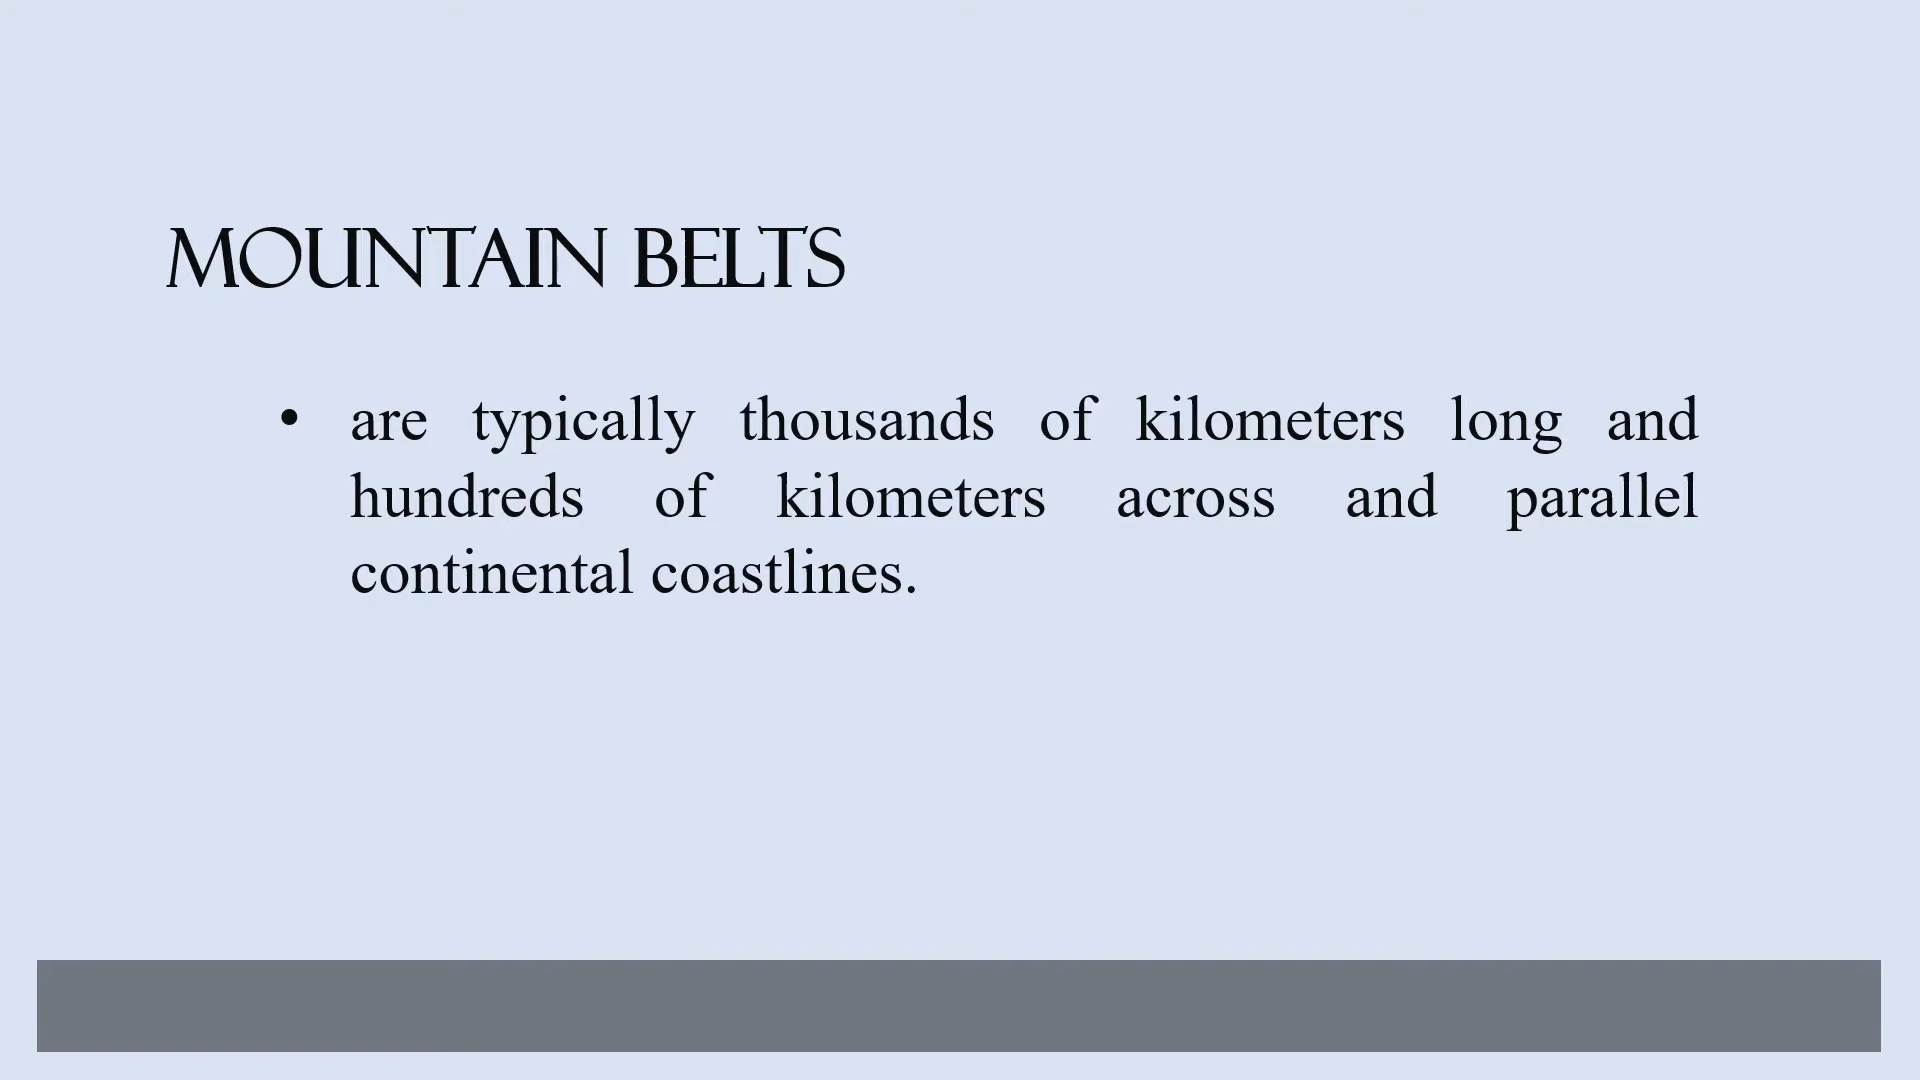 MOUNTAIN BELTS
• are typically thousands of kilometers long and
hundreds of kilometers across and parallel
continental coastlines.